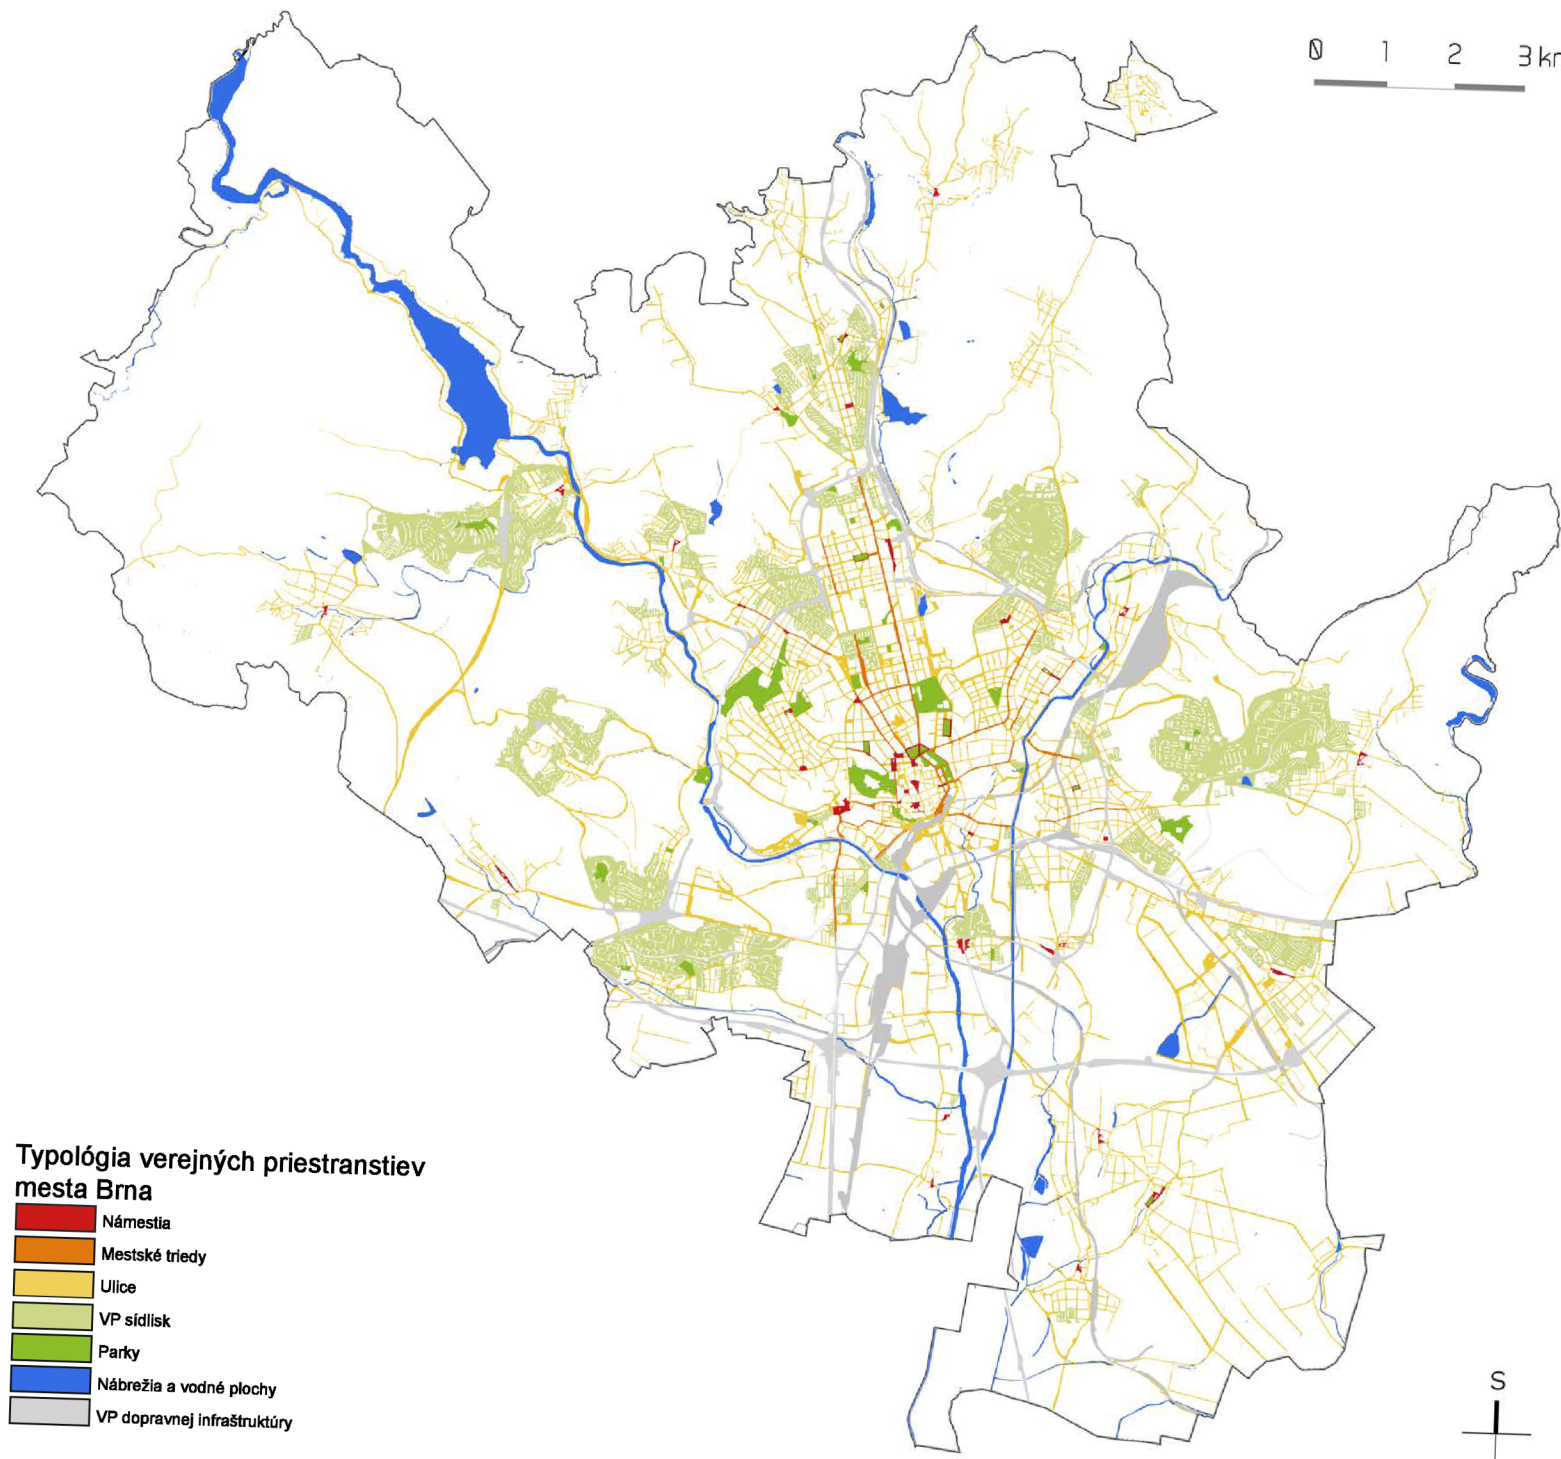 0 1 2 3 kr
Typológia verejných priestranstiev
mesta Brna
Námestia
Mestské triedy
Ulice
VP sídlisk
Parky
Nábrežia a vodné plochy
VP dopravnej infraštruktúry
S